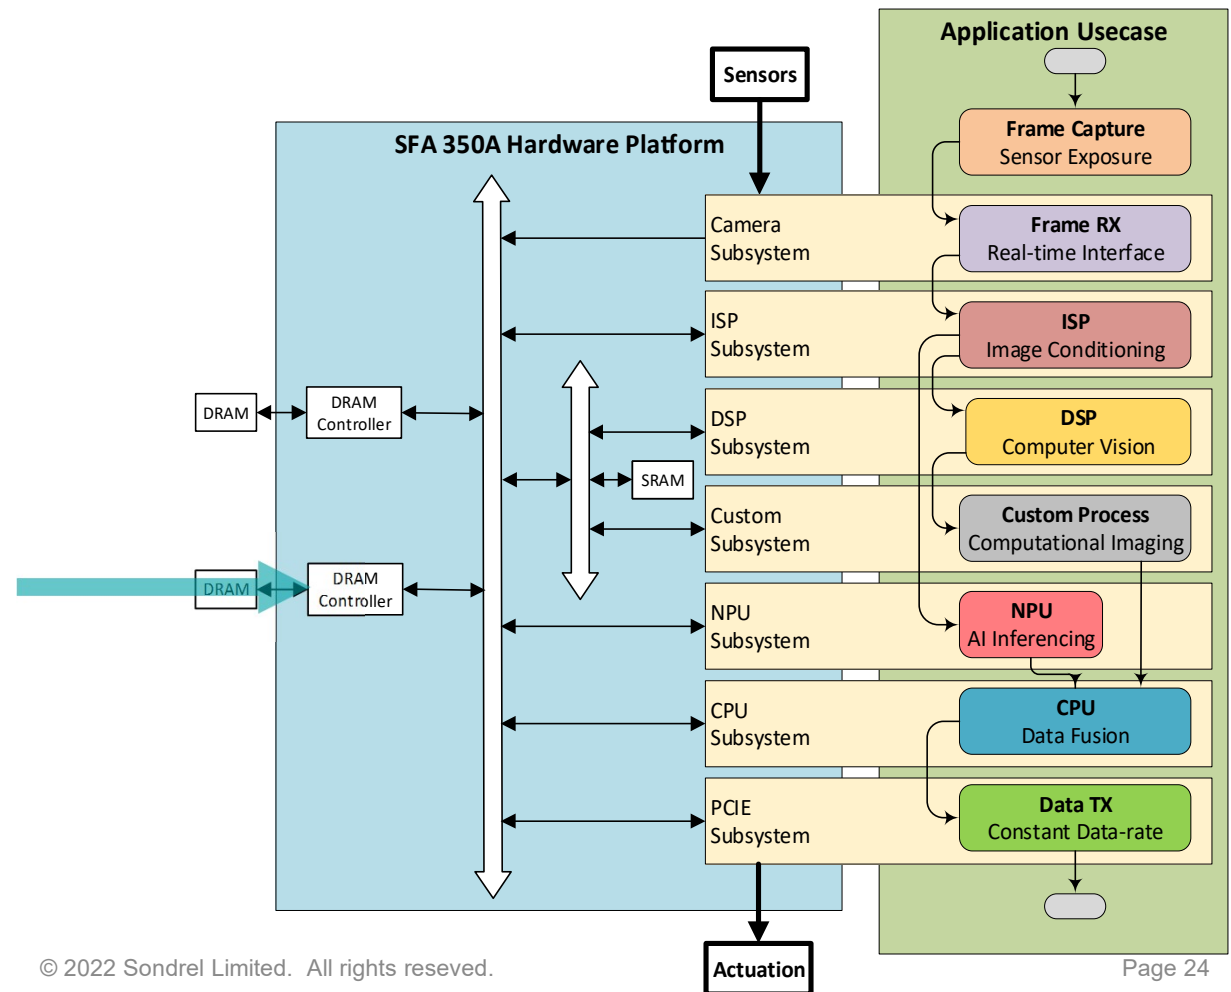 Application Usecase
Sensors
Frame Capture
Sensor Exposure
SFA 350A Hardware Platform
Camera
Subsystem
Frame RX
Real-time Interface
ISP
Subsystem
ISP
Image Conditioning
DRAM
DRAM
Controller
DSP
Subsystem
DSP
Computer Vision
SRAM
Custom
Subsystem
Custom Process
Computational Imaging
DRAM
DRAM
Controller
NPU
Subsystem
NPU
AI Inferencing
CPU
Subsystem
CPU
Data Fusion
PCIE
Subsystem
Data TX
Constant Data-rate
Actuation
© 2022 Sondrel Limited. All rights reseved.
Page 24